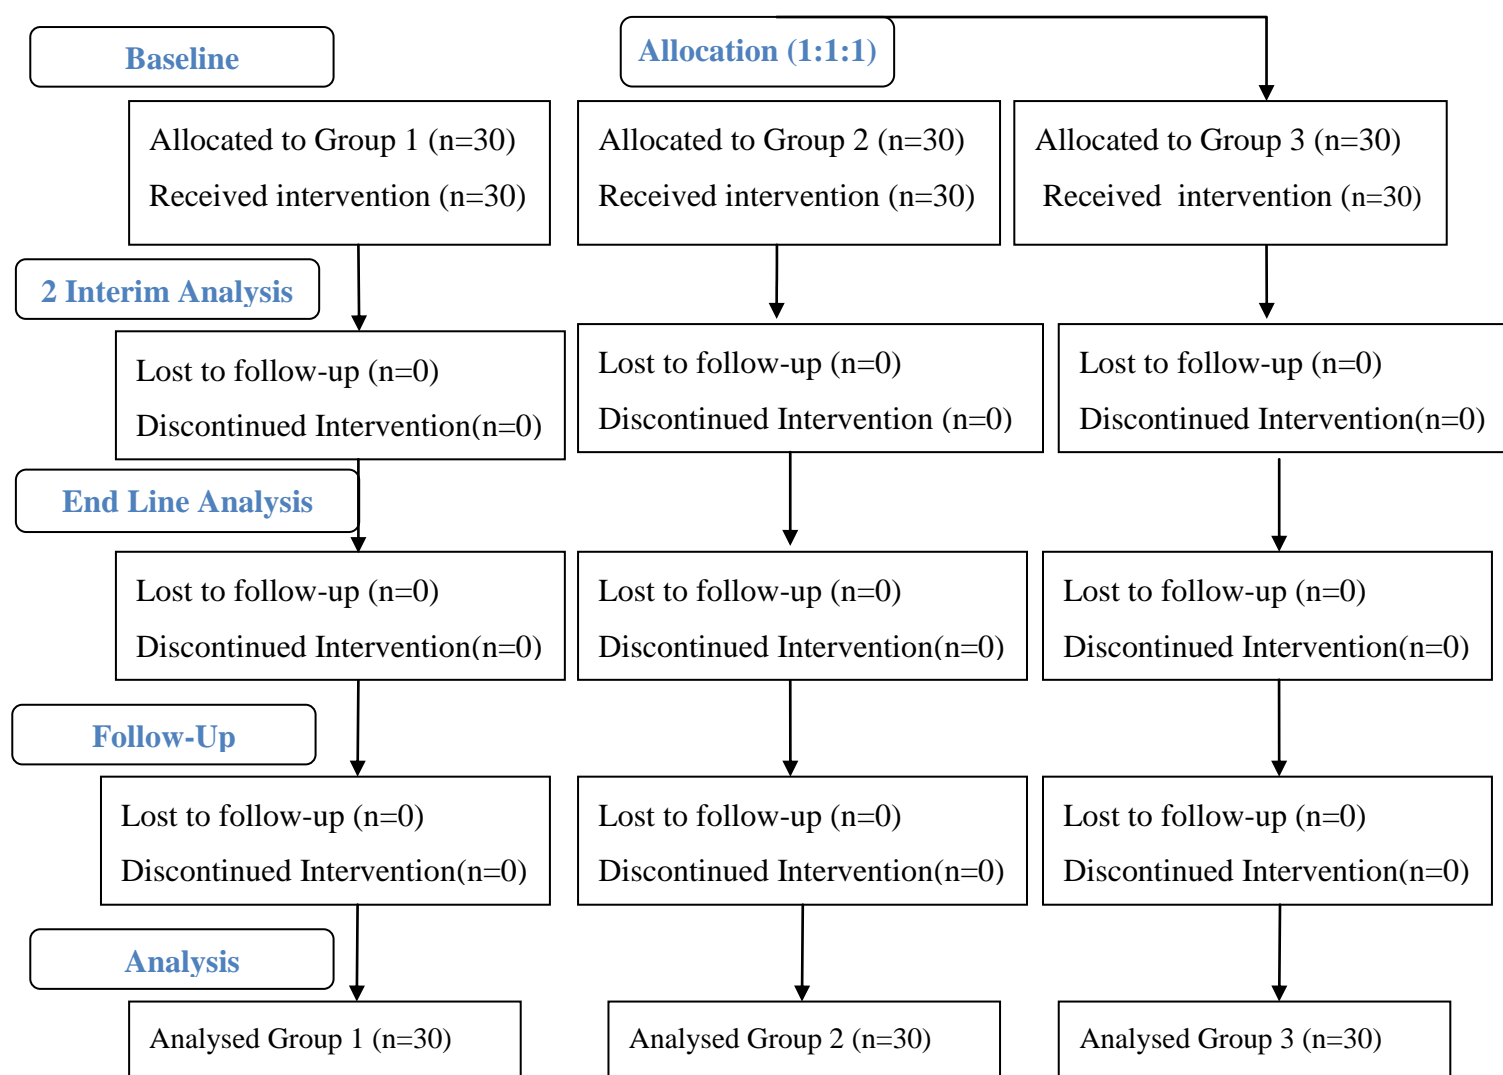 Baseline
Allocation (1:1:1)
Allocated to Group 1 (n=30)
Received intervention (n=30)
Allocated to Group 2 (n=30)
Received intervention (n=30)
Allocated to Group 3 (n=30)
Received intervention (n=30)
2 Interim Analysis
Lost to follow-up (n=0)
Discontinued Intervention(n=0)
Lost to follow-up (n=0)
Discontinued Intervention (n=0)
Lost to follow-up (n=0)
Discontinued Intervention(n=0)
End Line Analysis
Lost to follow-up (n=0)
Discontinued Intervention(n=0)
Lost to follow-up (n=0)
Discontinued Intervention(n=0)
Lost to follow-up (n=0)
Discontinued Intervention(n=0)
Follow-Up
Lost to follow-up (n=0)
Discontinued Intervention(n=0)
Lost to follow-up (n=0)
Discontinued Intervention(n=0)
Lost to follow-up (n=0)
Discontinued Intervention(n=0)
Analysis
Analysed Group 1 (n=30)
Analysed Group 2 (n=30)
Analysed Group 3 (n=30)